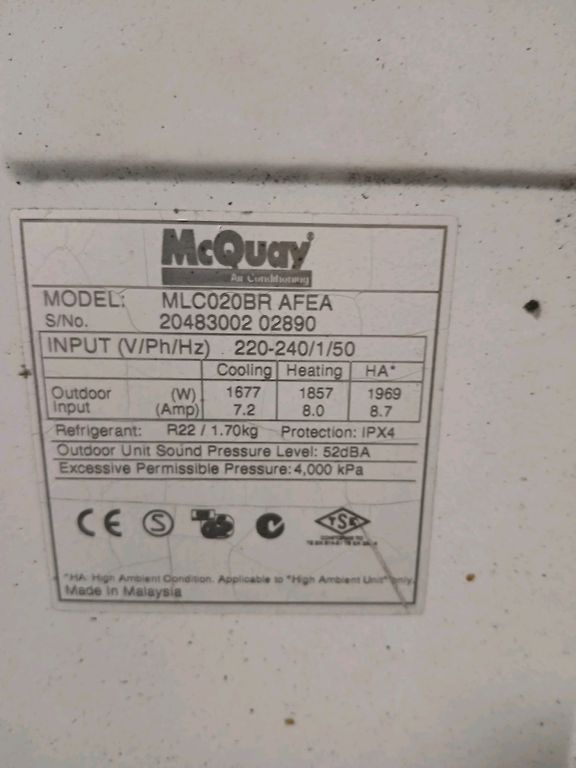 McQuay®
Air Conditioning
MODEL: MLC020BR AFEA
S/No. 20483002 02890
INPUT (V/Ph/Hz) 220-240/1/50
Cooling Heating HA*
Outdoor (W) 1677 1857 1969
Input (Amp) 7.2 8.0 8.7
Refrigerant: R22 / 1.70kg Protection: IPX4
Outdoor Unit Sound Pressure Level: 52dBA
Excessive Permissible Pressure: 4,000 kPa
CE S TSE
CONFORMS TO
*HA: High Ambient Condition. Applicable to "High Ambient Unit" only.
Made in Malaysia